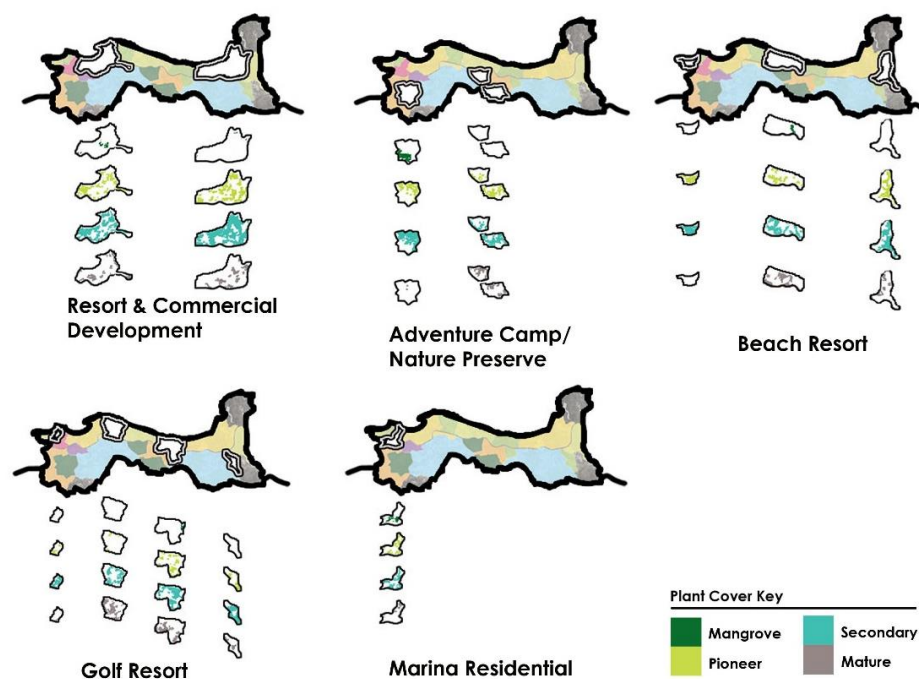 Resort & Commercial
Development
Adventure Camp/
Nature Preserve
Beach Resort
Golf Resort
Marina Residential
Plant Cover Key
Mangrove
Pioneer
Secondary
Mature